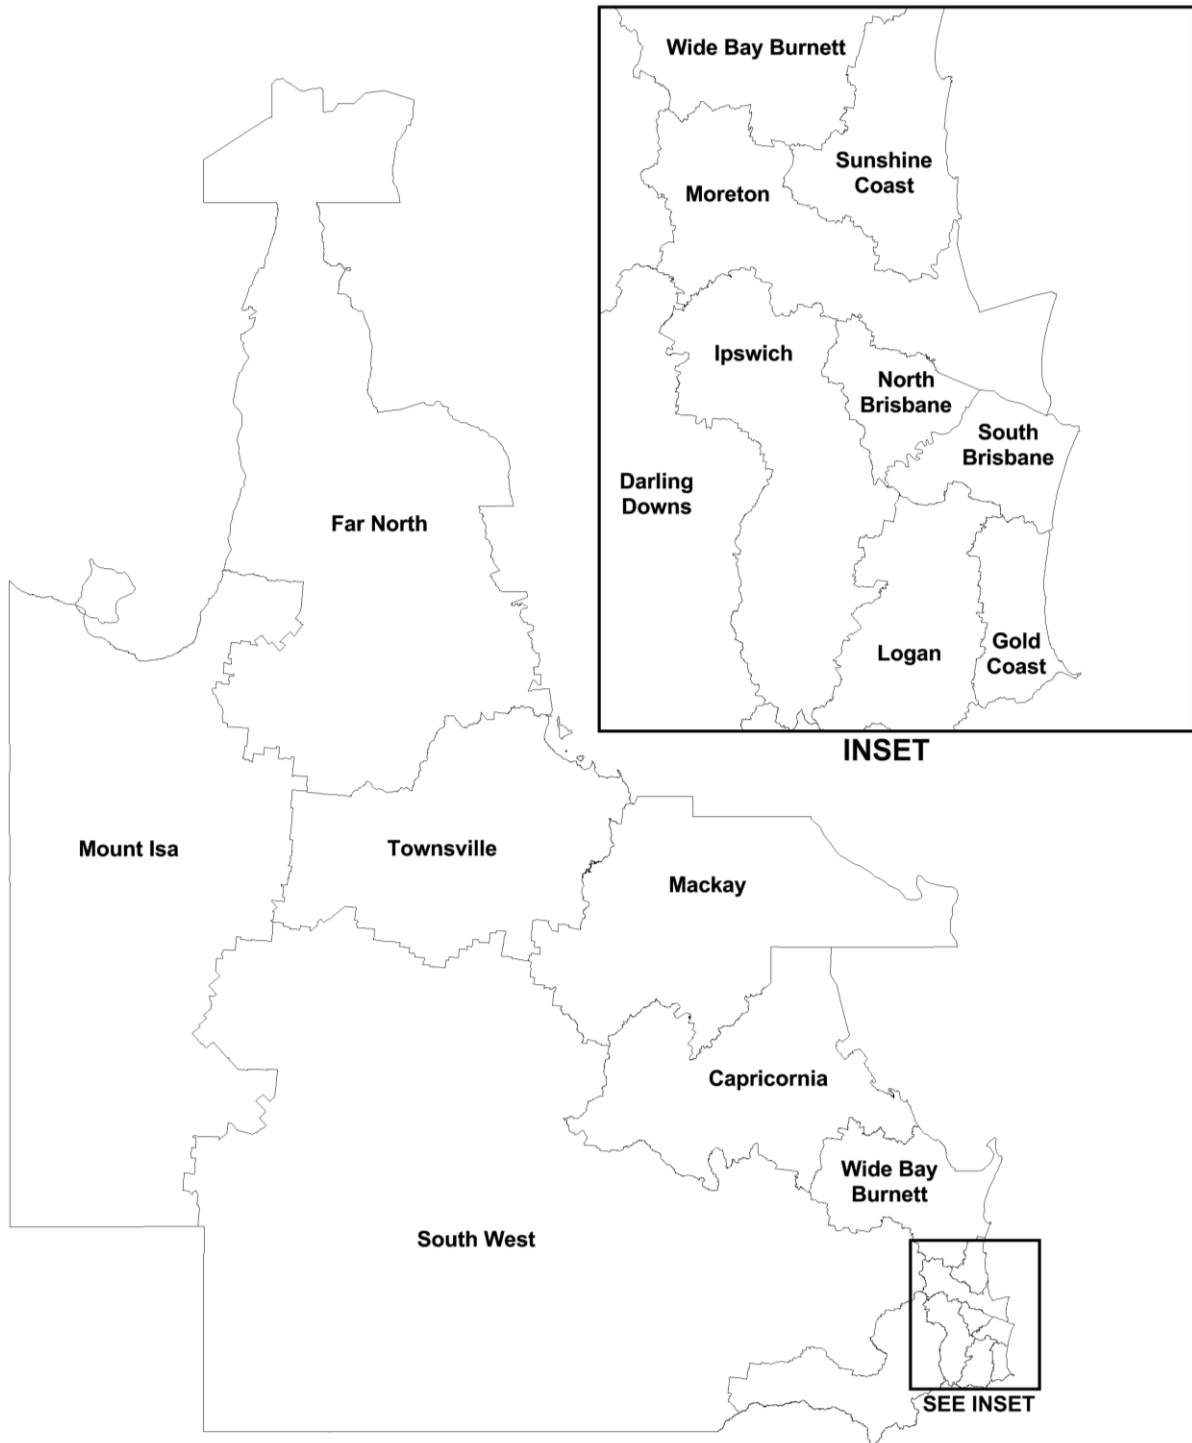 Wide Bay Burnett
Sunshine
Coast
Moreton
Ipswich
North
Brisbane
South
Brisbane
Darling
Downs
Logan
Gold
Coast
INSET
Far North
Mount Isa
Townsville
Mackay
Capricornia
Wide Bay
Burnett
South West
SEE INSET